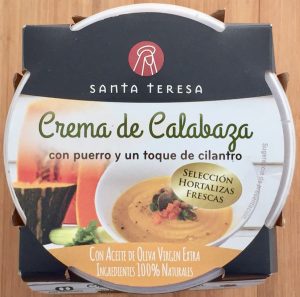 SANTA TERESA
Crema de Calabaza
con puerro y un toque de cilantro
SELECCIÓN
HORTALIZAS
FRESCAS
CON ACEITE DE OLIVA VIRGEN EXTRA
INGREDIENTES 100% NATURALES